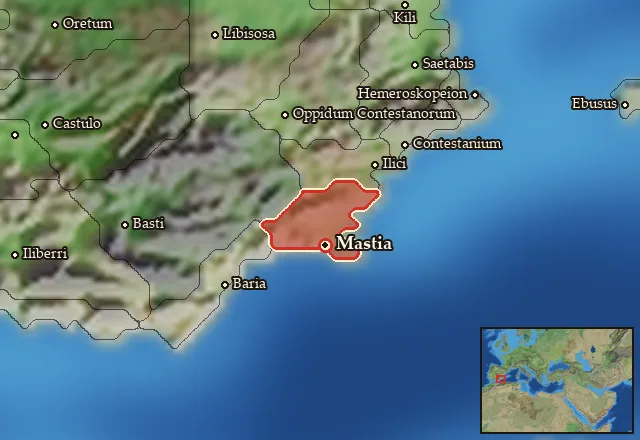 Kili
Oretum
Libisosa
Saetabis
Hemeroskopeion
Ebusus
Oppidum Contestanorum
Castulo
Contestanium
Ilici
Basti
Mastia
Iliberri
Baria